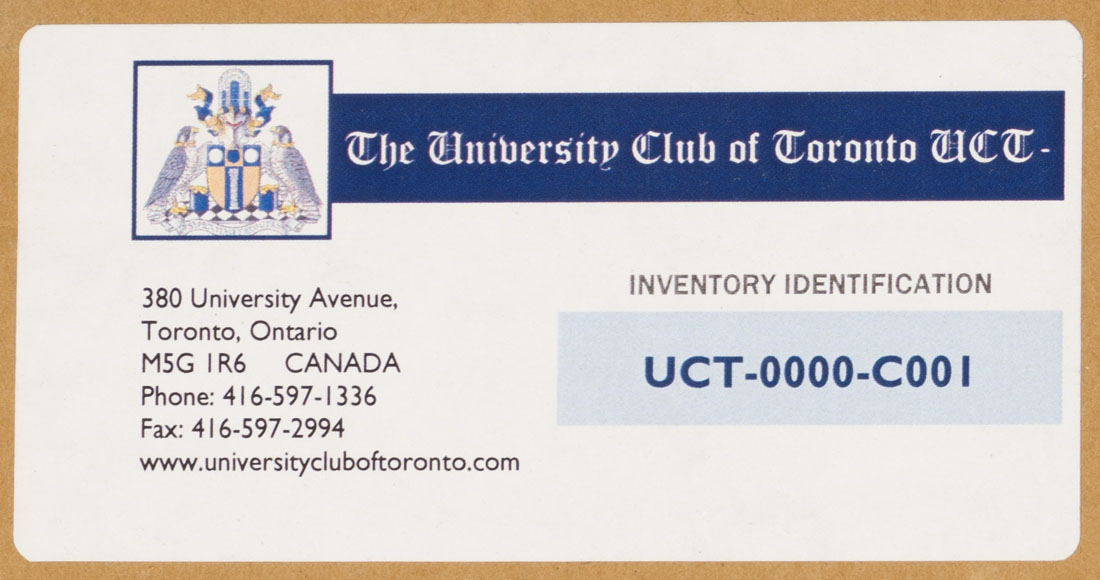 The University Club of Toronto UCT-
380 University Avenue,
Toronto, Ontario
M5G 1R6 CANADA
Phone: 416-597-1336
Fax: 416-597-2994
www.universitycluboftoronto.com
INVENTORY IDENTIFICATION
UCT-0000-C001